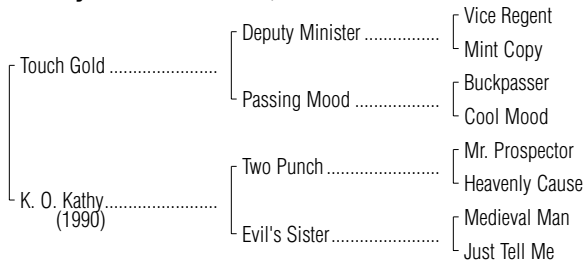 Vice Regent
Deputy Minister .................
Mint Copy
Touch Gold ........................
Buckpasser
Passing Mood ...................
Cool Mood
Mr. Prospector
Two Punch .........................
Heavenly Cause
K. O. Kathy.........................
(1990)
Medieval Man
Evil's Sister........................
Just Tell Me